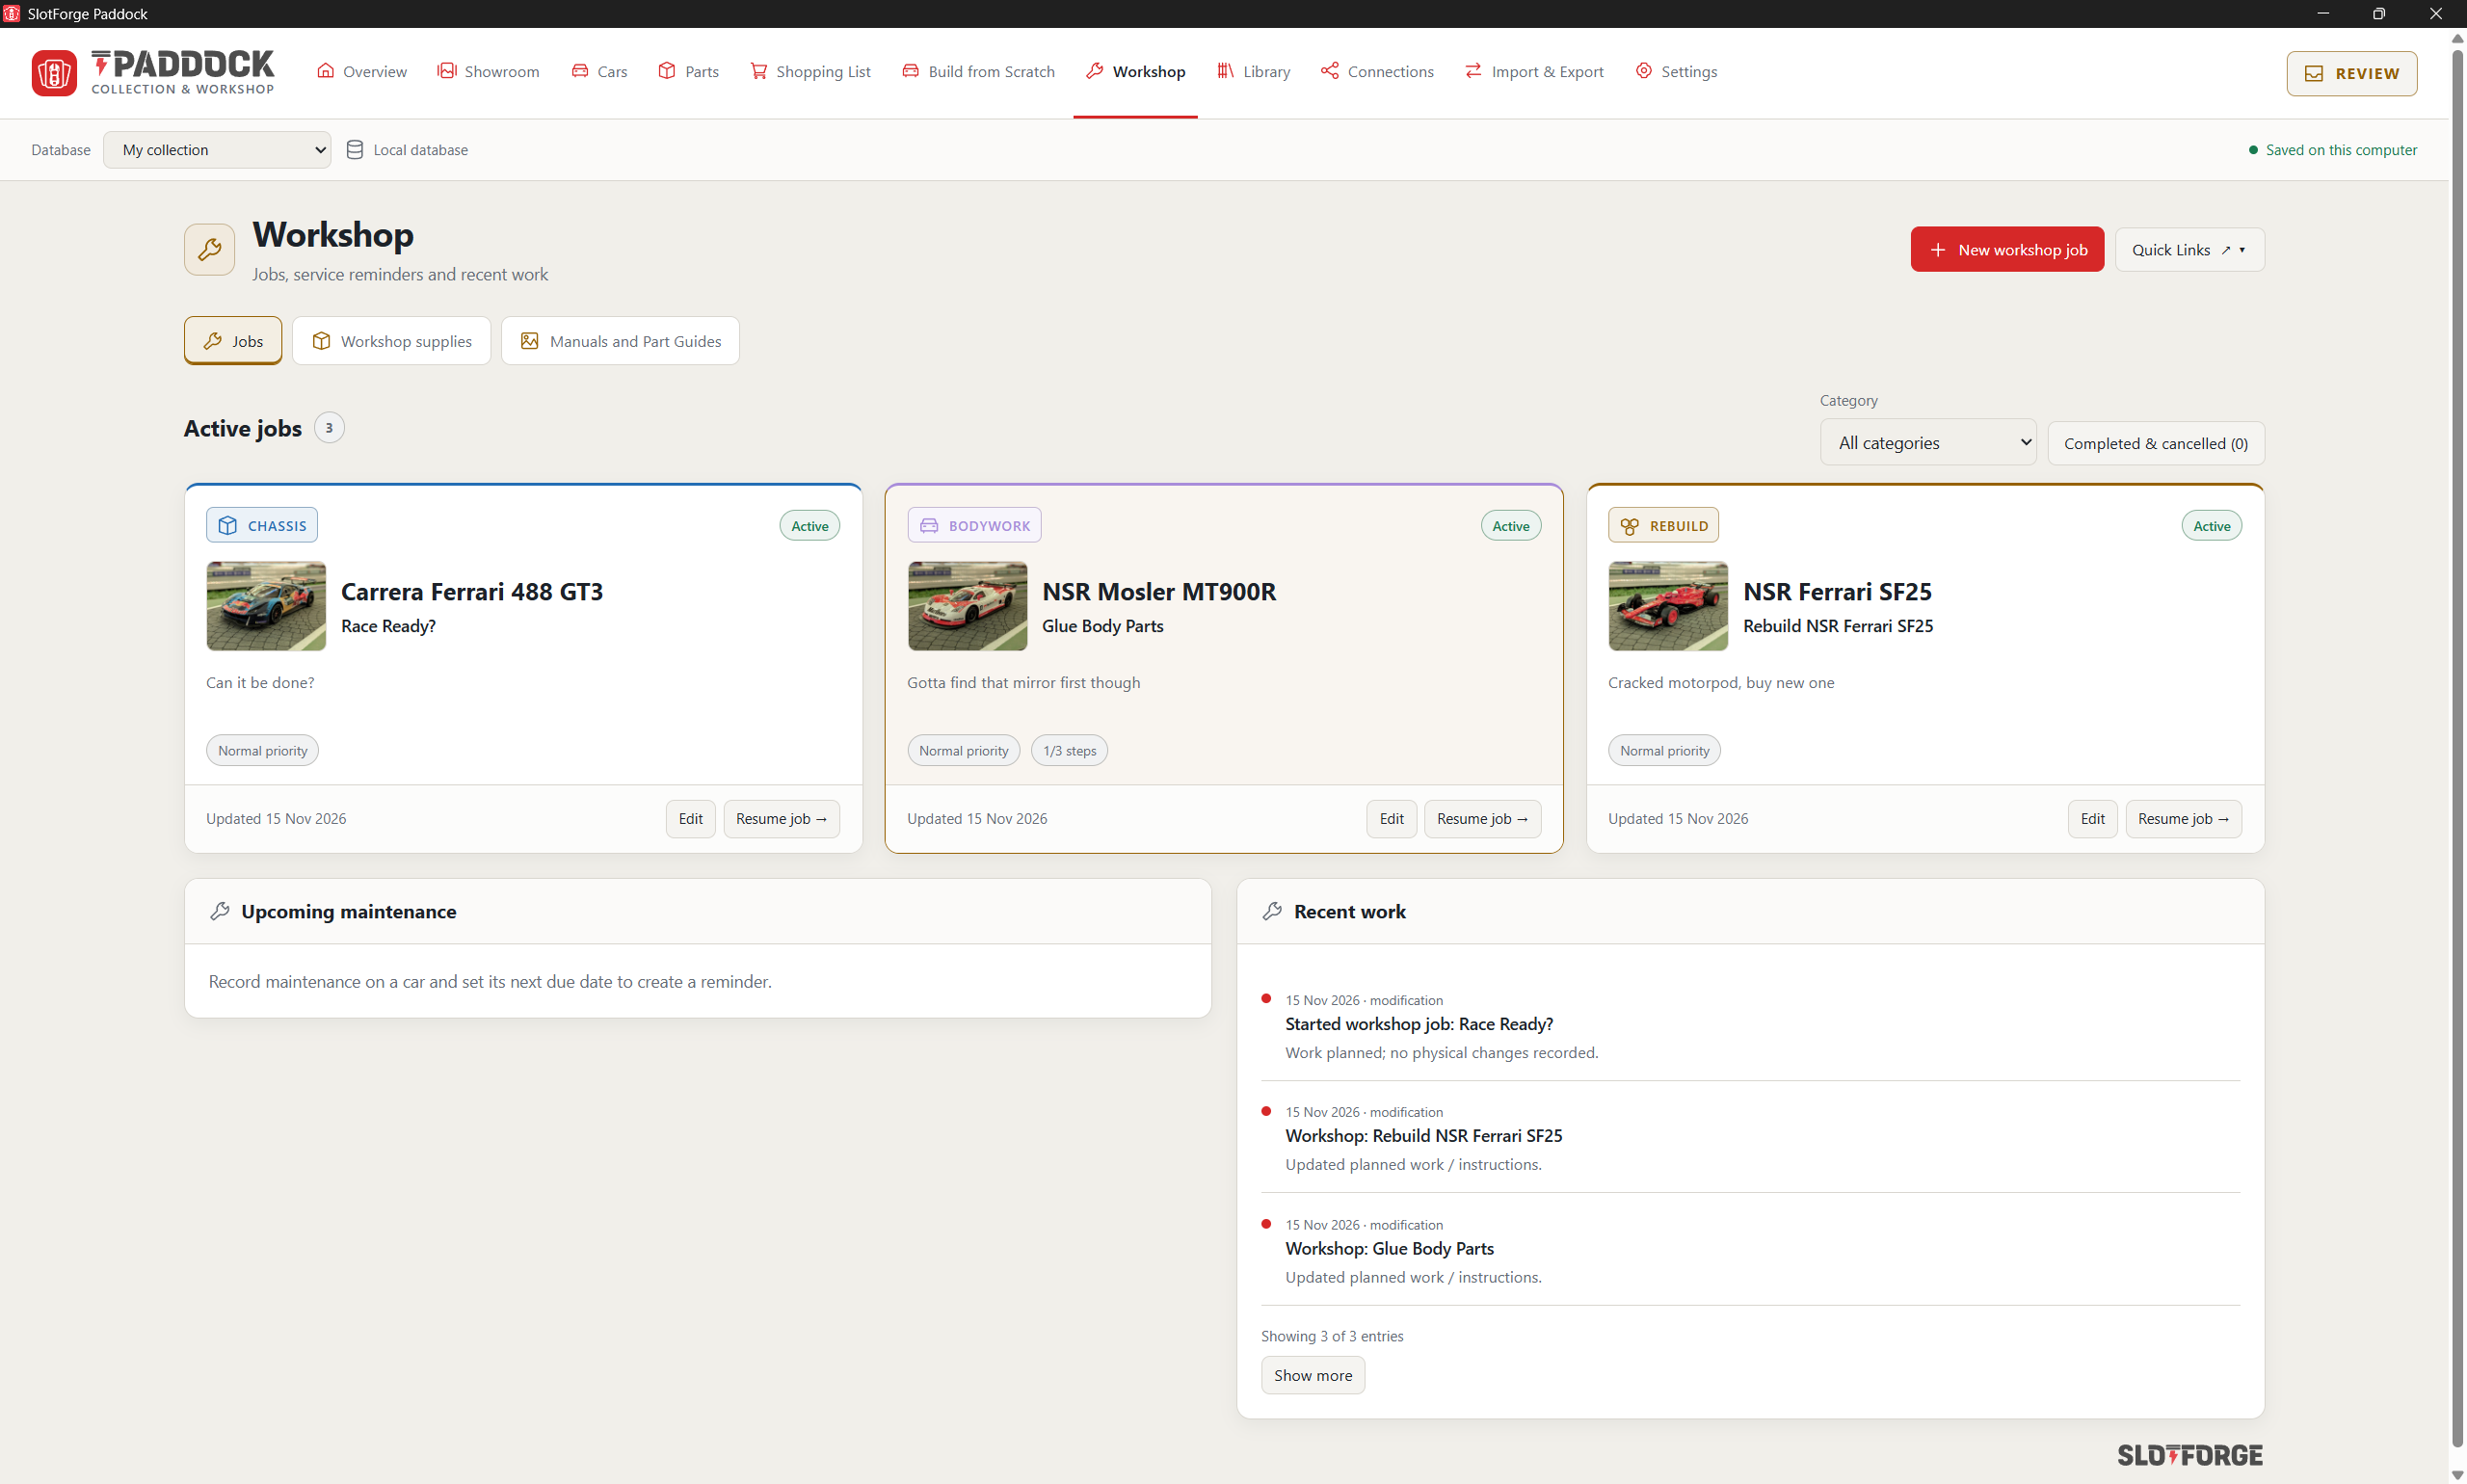 SlotForge Paddock
PADDOCK
COLLECTION & WORKSHOP
Overview
Showroom
Cars
Parts
Shopping List
Build from Scratch
Workshop
Library
Connections
Import & Export
Settings
REVIEW
Database
My collection
Local database
Saved on this computer
Workshop
Jobs, service reminders and recent work
New workshop job
Quick Links
Jobs
Workshop supplies
Manuals and Part Guides
Active jobs
3
Category
All categories
Completed & cancelled (0)
CHASSIS
Active
Carrera Ferrari 488 GT3
Race Ready?
Can it be done?
Normal priority
Updated 15 Nov 2026
Edit
Resume job →
BODYWORK
Active
NSR Mosler MT900R
Glue Body Parts
Gotta find that mirror first though
Normal priority
1/3 steps
Updated 15 Nov 2026
Edit
Resume job →
REBUILD
Active
NSR Ferrari SF25
Rebuild NSR Ferrari SF25
Cracked motorpod, buy new one
Normal priority
Updated 15 Nov 2026
Edit
Resume job →
Upcoming maintenance
Record maintenance on a car and set its next due date to create a reminder.
Recent work
15 Nov 2026 · modification
Started workshop job: Race Ready?
Work planned; no physical changes recorded.
15 Nov 2026 · modification
Workshop: Rebuild NSR Ferrari SF25
Updated planned work / instructions.
15 Nov 2026 · modification
Workshop: Glue Body Parts
Updated planned work / instructions.
Showing 3 of 3 entries
Show more
SLOTFORGE